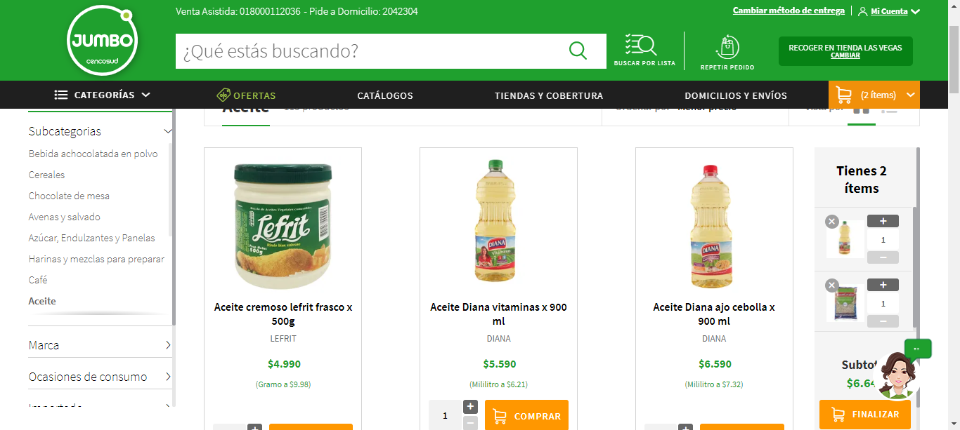 Venta Asistida: 018000112036 - Pide a Domicilio: 2042304
Cambiar método de entrega
Mi Cuenta
JUMBO
cencosud
¿Qué estás buscando?
BUSCAR POR LISTA
REPETIR PEDIDO
RECOGER EN TIENDA LAS VEGAS
CAMBIAR
CATEGORÍAS
OFERTAS
CATÁLOGOS
TIENDAS Y COBERTURA
DOMICILIOS Y ENVÍOS
(2 Ítems)
Aceite
Subcategorias
Bebida achocolatada en polvo
Cereales
Chocolate de mesa
Avenas y salvado
Azúcar, Endulzantes y Panelas
Harinas y mezclas para preparar
Café
Aceite
Marca
Ocasiones de consumo
Lefrit
Aceite cremoso lefrit frasco x
500g
LEFRIT
$4.990
(Gramo a $9.98)
DIANA
Aceite Diana vitaminas x 900
ml
DIANA
$5.590
(Mililitro a $6.21)
1
COMPRAR
DIANA
Aceite Diana ajo cebolla x
900 ml
DIANA
$6.590
(Mililitro a $7.32)
Tienes 2
ítems
1
1
FINALIZAR